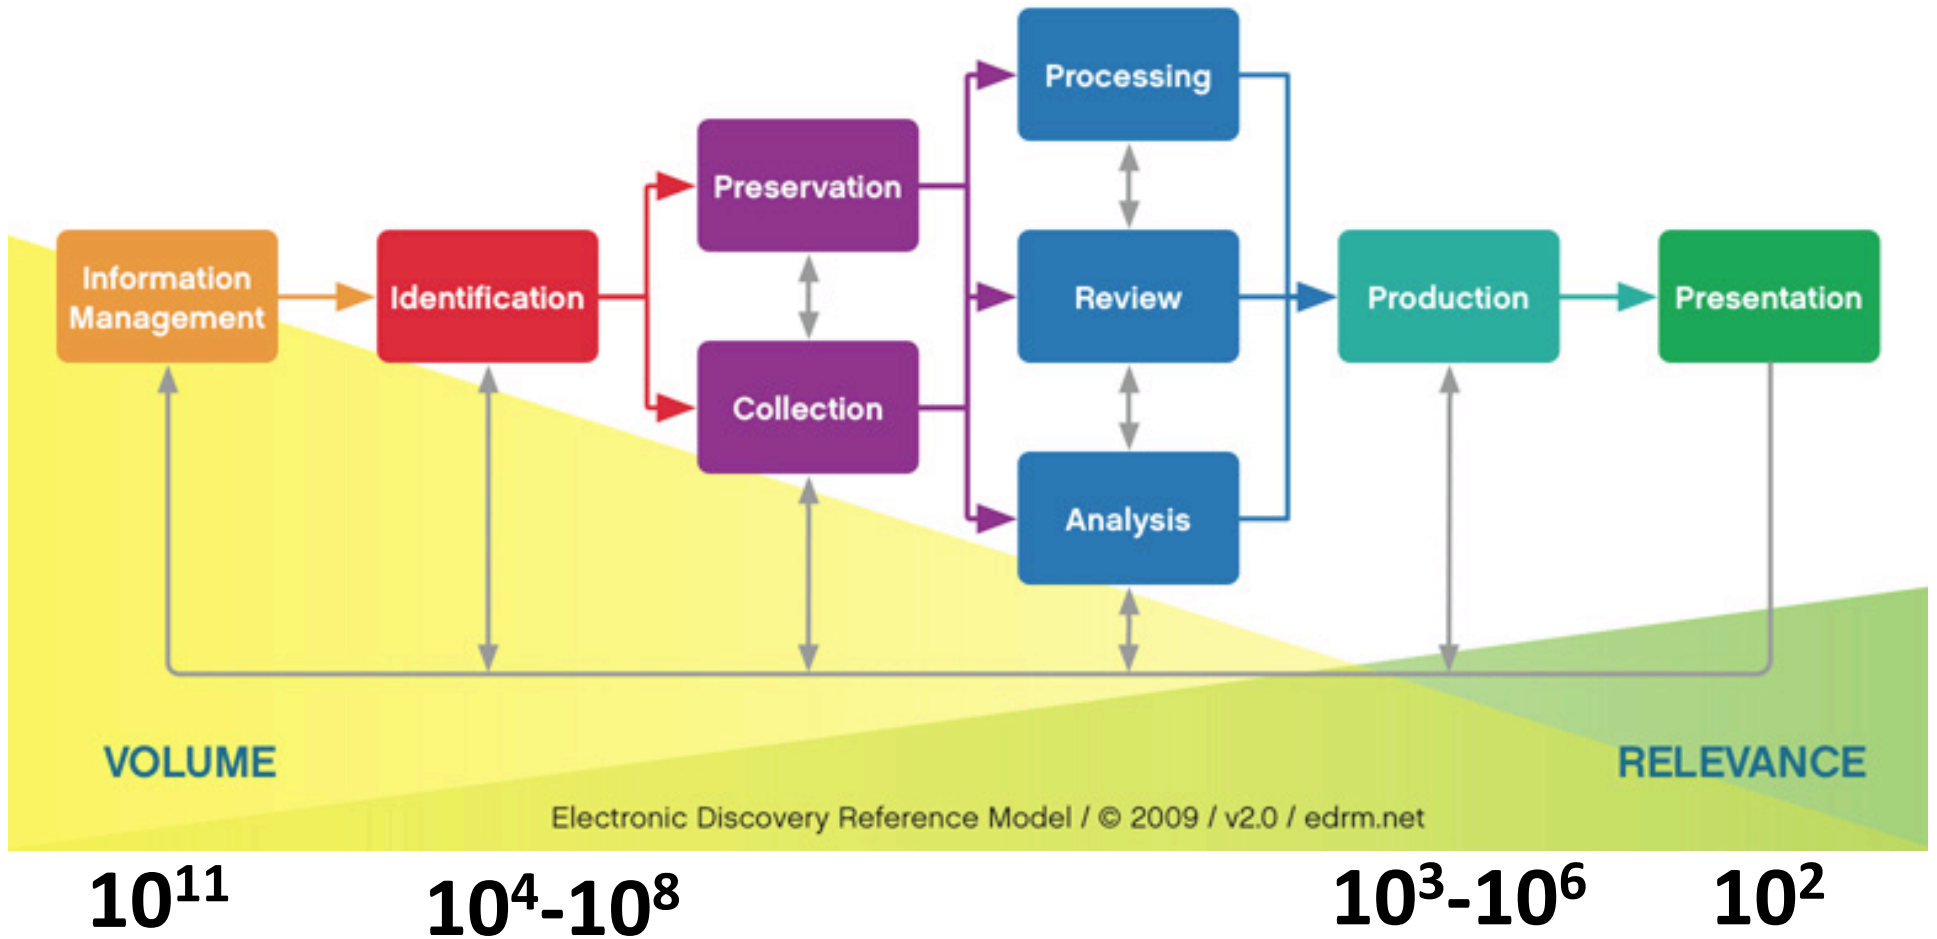 Information
Management
Identification
Preservation
Collection
Processing
Review
Analysis
Production
Presentation
VOLUME
RELEVANCE
Electronic Discovery Reference Model / © 2009 / v2.0 / edrm.net
10¹¹
10⁴-10⁸
10³-10⁶
10²